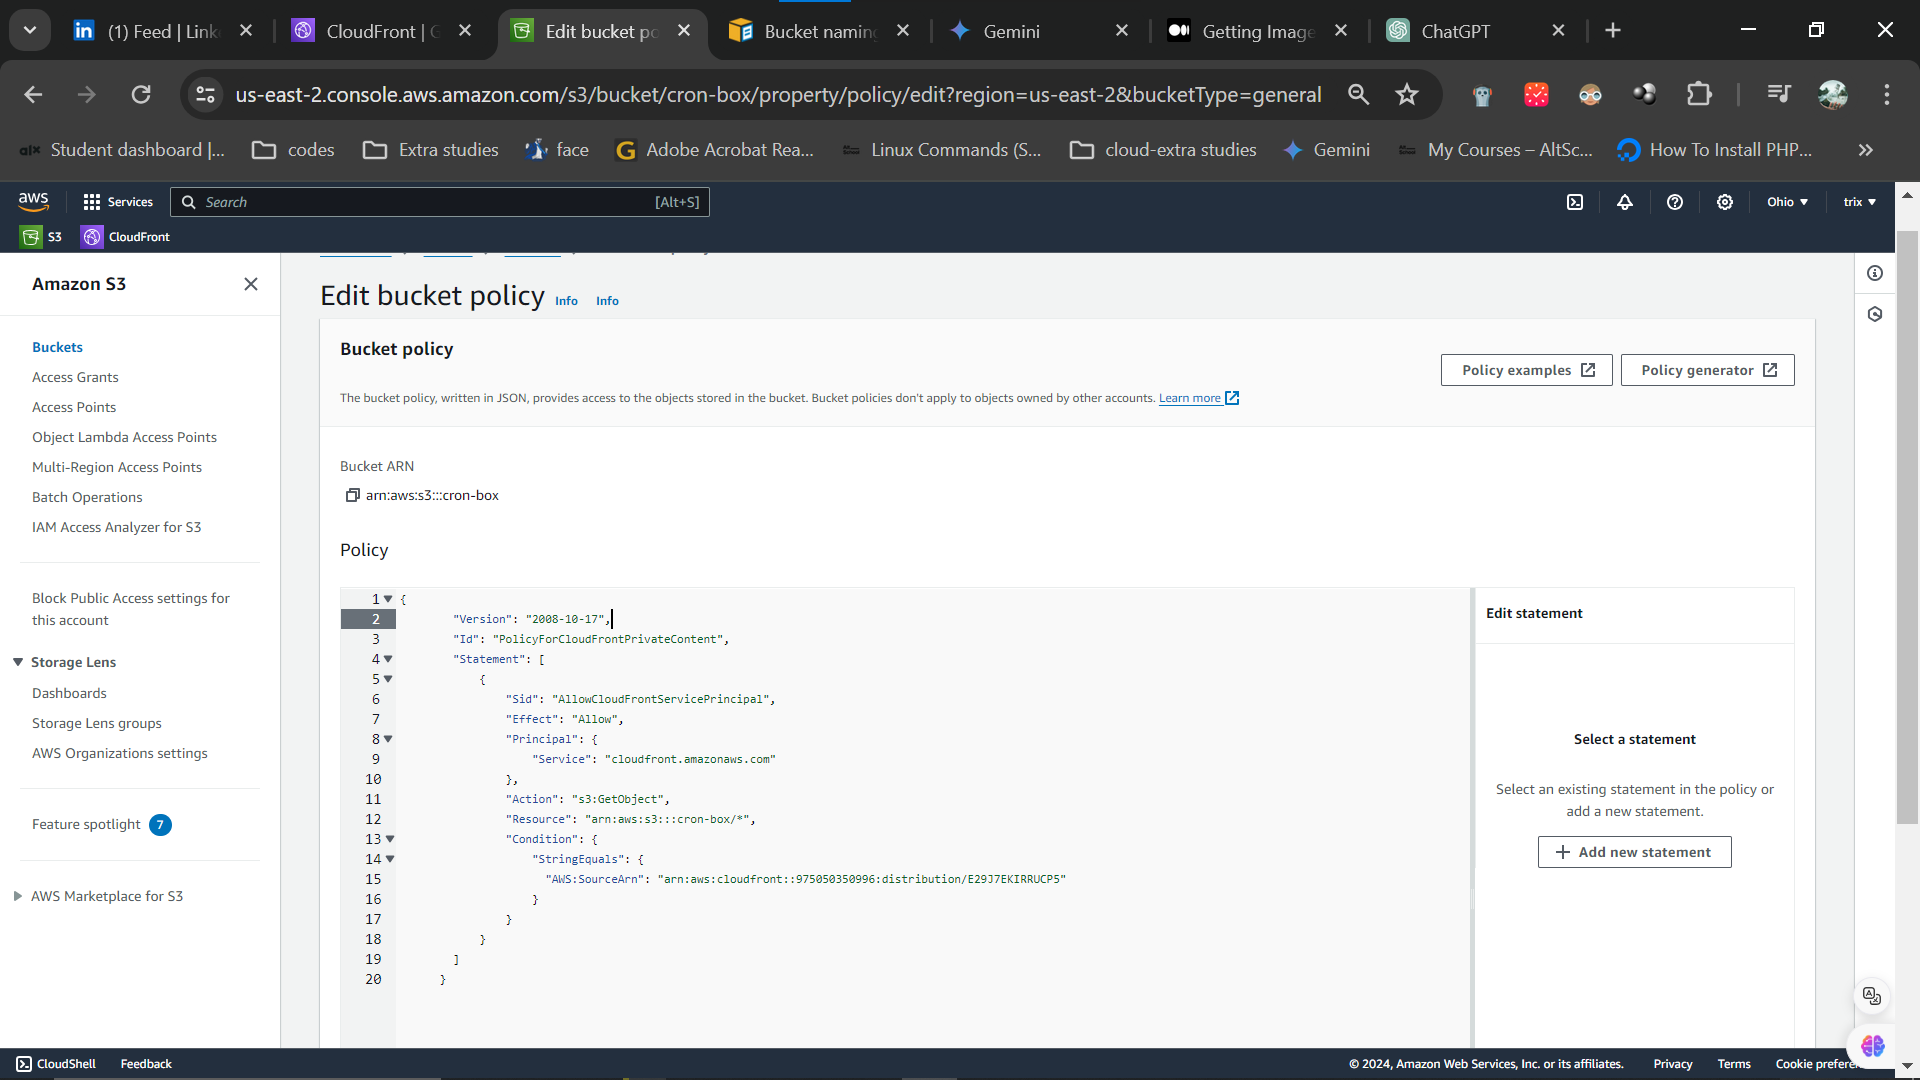 (1) Feed | Link
CloudFront | G
Edit bucket po
Bucket naming
Gemini
Getting Image
ChatGPT
us-east-2.console.aws.amazon.com/s3/bucket/cron-box/property/policy/edit?region=us-east-2&bucketType=general
Student dashboard |...
codes
Extra studies
face
Adobe Acrobat Rea...
Linux Commands (S...
cloud-extra studies
Gemini
My Courses – AltSc...
How To Install PHP...
aws
Services
Search
[Alt+S]
Ohio
trix
S3
CloudFront
Amazon S3
Buckets
Access Grants
Access Points
Object Lambda Access Points
Multi-Region Access Points
Batch Operations
IAM Access Analyzer for S3
Block Public Access settings for
this account
Storage Lens
Dashboards
Storage Lens groups
AWS Organizations settings
Feature spotlight 7
AWS Marketplace for S3
Edit bucket policy Info Info
Bucket policy
Policy examples
Policy generator
The bucket policy, written in JSON, provides access to the objects stored in the bucket. Bucket policies don't apply to objects owned by other accounts. Learn more
Bucket ARN
arn:aws:s3:::cron-box
Policy
1 {
2 "Version": "2008-10-17",
3 "Id": "PolicyForCloudFrontPrivateContent",
4 "Statement": [
5 {
6 "Sid": "AllowCloudFrontServicePrincipal",
7 "Effect": "Allow",
8 "Principal": {
9 "Service": "cloudfront.amazonaws.com"
10 },
11 "Action": "s3:GetObject",
12 "Resource": "arn:aws:s3:::cron-box/*",
13 "Condition": {
14 "StringEquals": {
15 "AWS:SourceArn": "arn:aws:cloudfront::975050350996:distribution/E29J7EKIRRUCP5"
16 }
17 }
18 }
19 ]
20 }
Edit statement
Select a statement
Select an existing statement in the policy or
add a new statement.
Add new statement
CloudShell
Feedback
© 2024, Amazon Web Services, Inc. or its affiliates.
Privacy
Terms
Cookie prefere